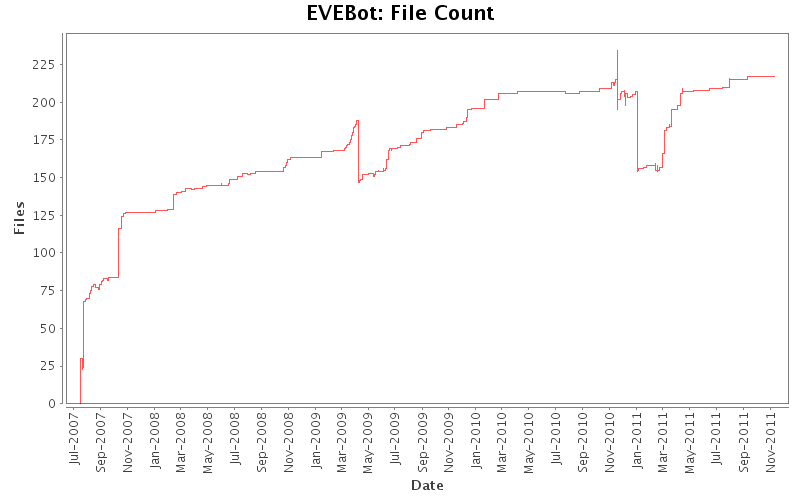 EVEBot: File Count
Files
225
200
175
150
125
100
75
50
25
0
Jul-2007
Sep-2007
Nov-2007
Jan-2008
Mar-2008
May-2008
Jul-2008
Sep-2008
Nov-2008
Jan-2009
Mar-2009
May-2009
Jul-2009
Sep-2009
Nov-2009
Jan-2010
Mar-2010
May-2010
Jul-2010
Sep-2010
Nov-2010
Jan-2011
Mar-2011
May-2011
Jul-2011
Sep-2011
Nov-2011
Date